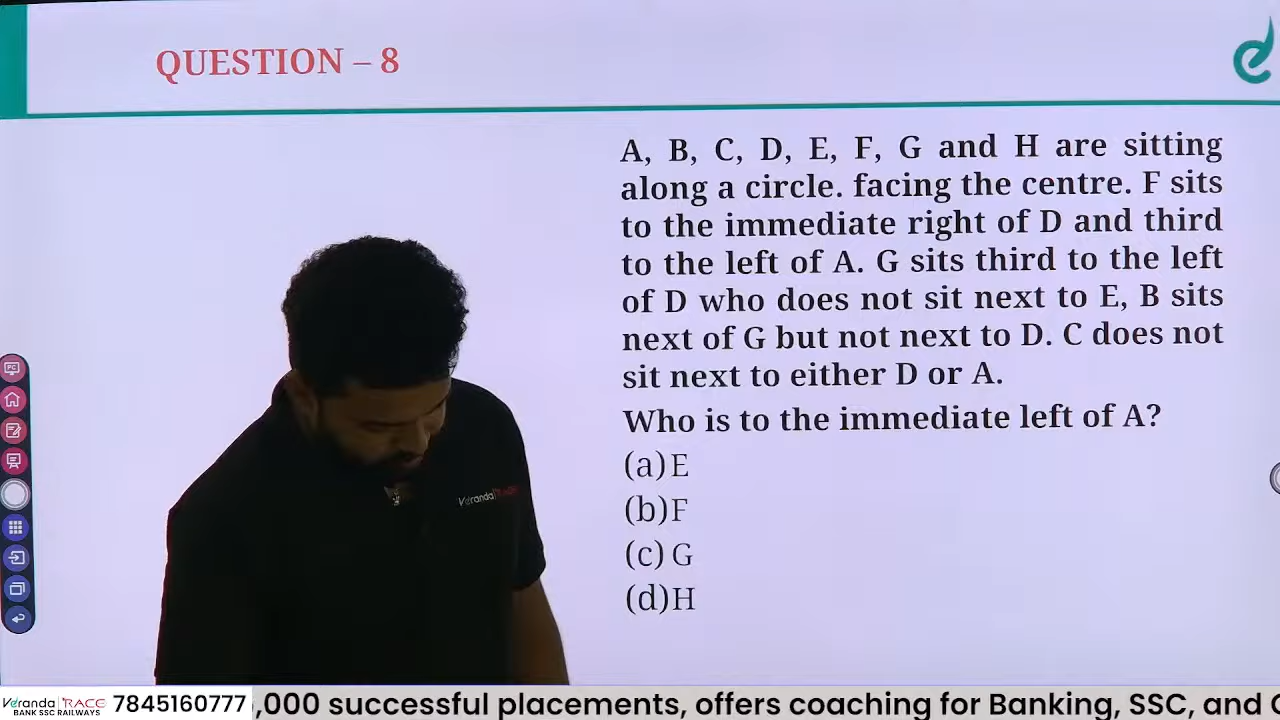 QUESTION – 8
A, B, C, D, E, F, G and H are sitting
along a circle. facing the centre. F sits
to the immediate right of D and third
to the left of A. G sits third to the left
of D who does not sit next to E, B sits
next of G but not next to D. C does not
sit next to either D or A.
Who is to the immediate left of A?
(a)E
(b)F
(c) G
(d)H
Veranda
Veranda RACE
BANK SSC RAILWAYS
7845160777
,000 successful placements, offers coaching for Banking, SSC, and